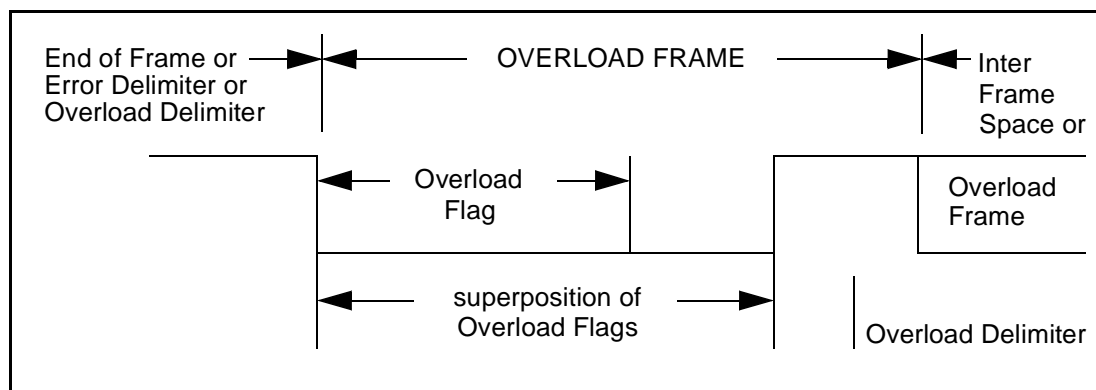 End of Frame or
Error Delimiter or
Overload Delimiter
OVERLOAD FRAME
Inter
Frame
Space or
Overload
Flag
Overload
Frame
superposition of
Overload Flags
Overload Delimiter